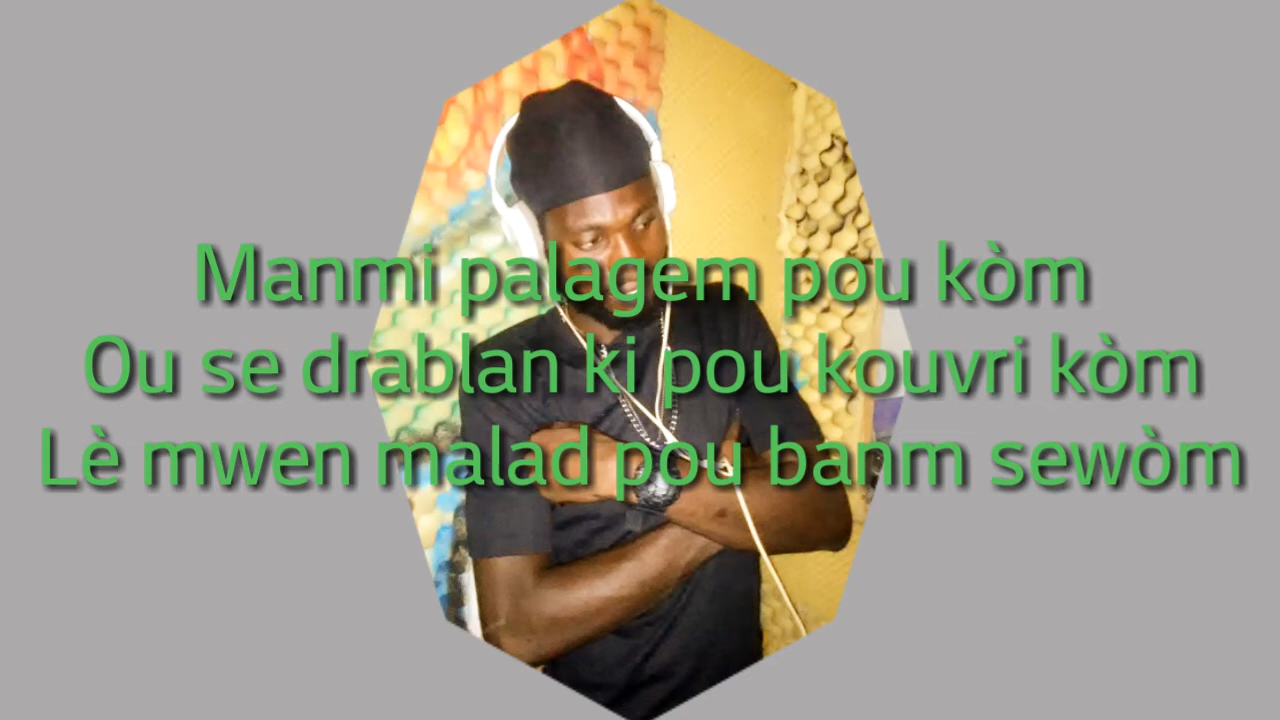 Manmi palagem pou kòm
Ou se drablan ki pou kouvri kòm
Lè mwen malad pou banm sewòm